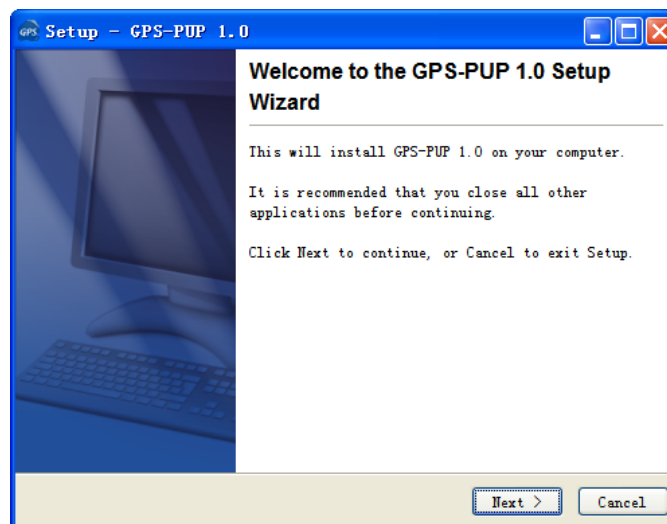 GPS Setup - GPS-PUP 1.0
Welcome to the GPS-PUP 1.0 Setup
Wizard
This will install GPS-PUP 1.0 on your computer.
It is recommended that you close all other
applications before continuing.
Click Next to continue, or Cancel to exit Setup.
Next > Cancel